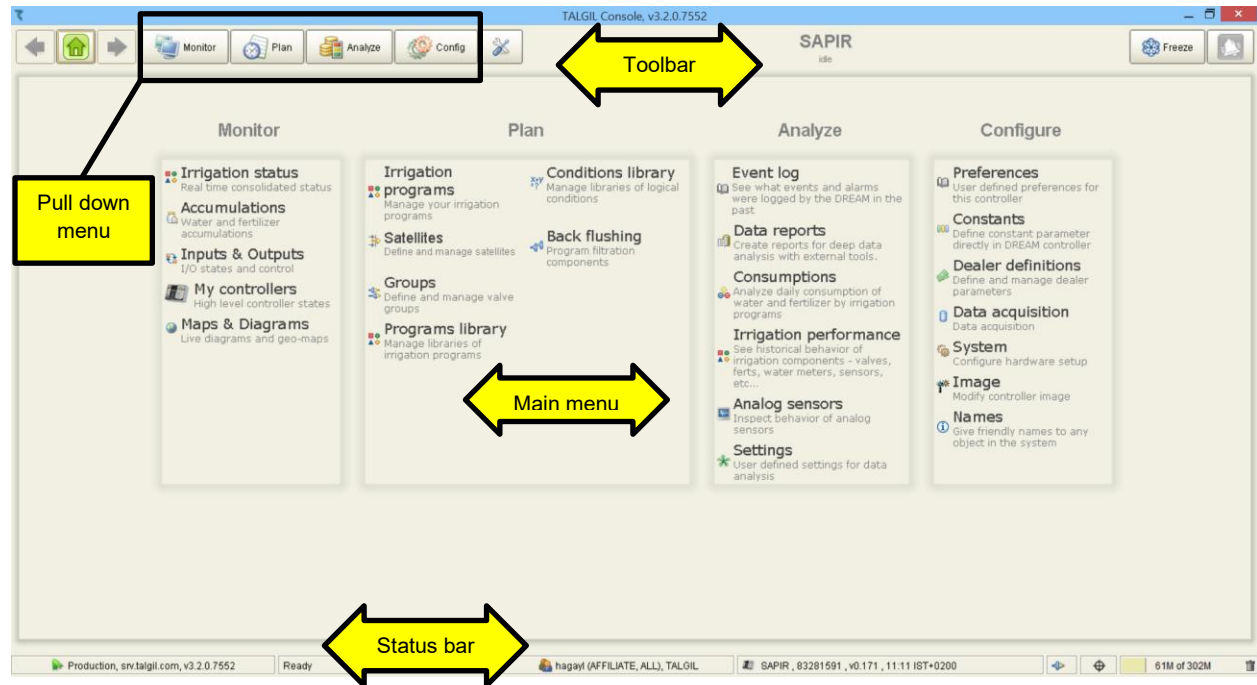 TALGIL Console, v3.2.0.7552
Monitor
Plan
Analyze
Config
Toolbar
SAPIR
idle
Freeze
Pull down
menu
Monitor
Irrigation status
Real time consolidated status
Accumulations
Water and fertilizer
accumulations
Inputs & Outputs
I/O states and control
My controllers
High level controller states
Maps & Diagrams
Live diagrams and geo-maps
Plan
Irrigation
programs
Manage your irrigation
programs
Satellites
Define and manage satellites
Groups
Define and manage valve
groups
Programs library
Manage libraries of
irrigation programs
Conditions library
Manage libraries of logical
conditions
Back flushing
Program filtration
components
Main menu
Analyze
Event log
See what events and alarms
were logged by the DREAM in the
past
Data reports
Create reports for deep data
analysis with external tools.
Consumptions
Analyze daily consumption of
water and fertilizer by irrigation
programs
Irrigation performance
See historical behavior of
irrigation components - valves,
ferts, water meters, sensors,
etc...
Analog sensors
Inspect behavior of analog
sensors
Settings
User defined settings for data
analysis
Configure
Preferences
User defined preferences for
this controller
Constants
Define constant parameter
directly in DREAM controller
Dealer definitions
Define and manage dealer
parameters
Data acquisition
Data acquisition
System
Configure hardware setup
Image
Modify controller image
Names
Give friendly names to any
object in the system
Status bar
Production, srv.talgil.com, v3.2.0.7552
Ready
hagayl (AFFILIATE, ALL), TALGIL
SAPIR , 83281591 , v0.171 , 11:11 IST+0200
61M of 302M